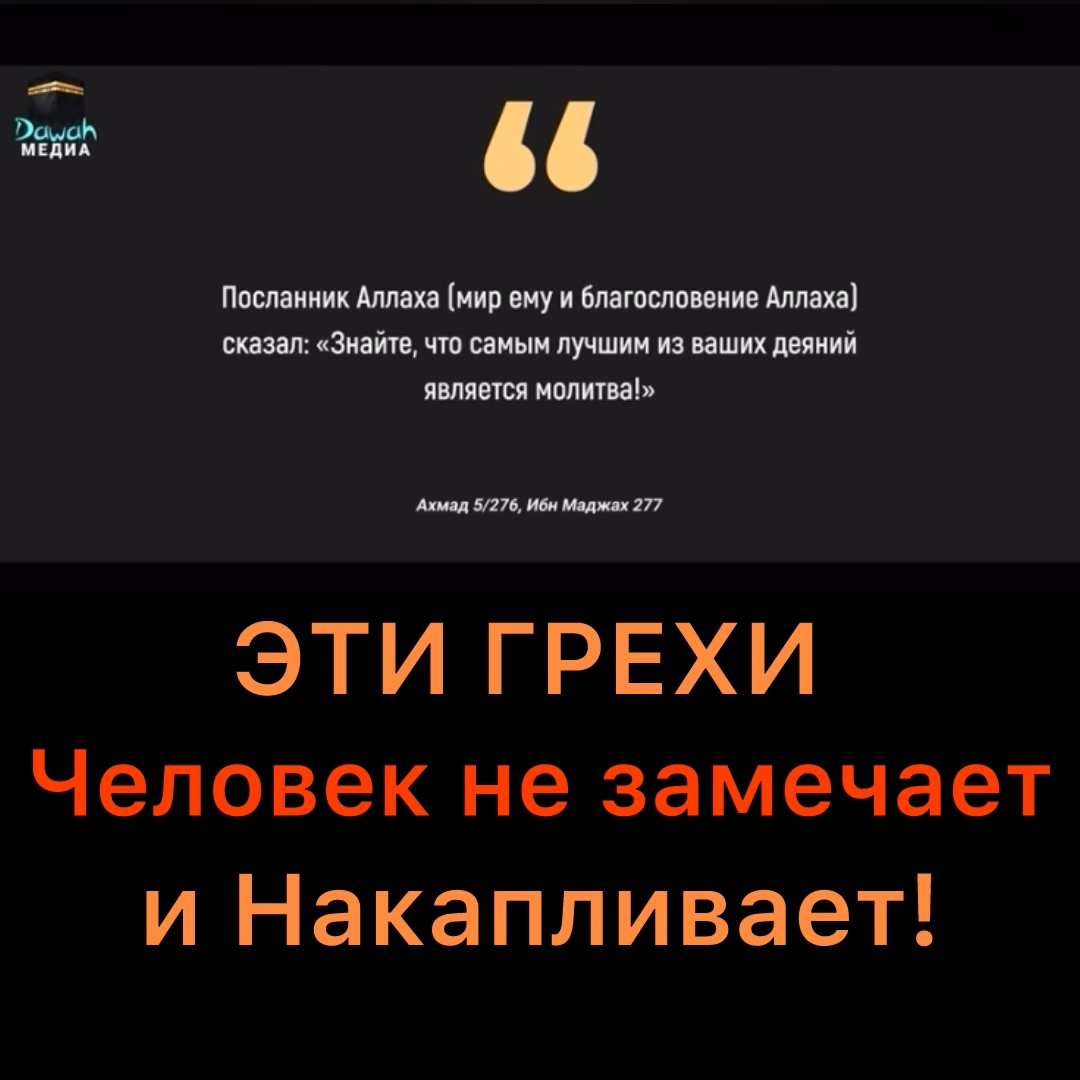 Dawah
МЕДИА
Посланник Аллаха (мир ему и благословение Аллаха)
сказал: «Знайте, что самым лучшим из ваших деяний
является молитва!»
Ахмад 5/276, Ибн Маджах 277
ЭТИ ГРЕХИ
Человек не замечает
и Накапливает!